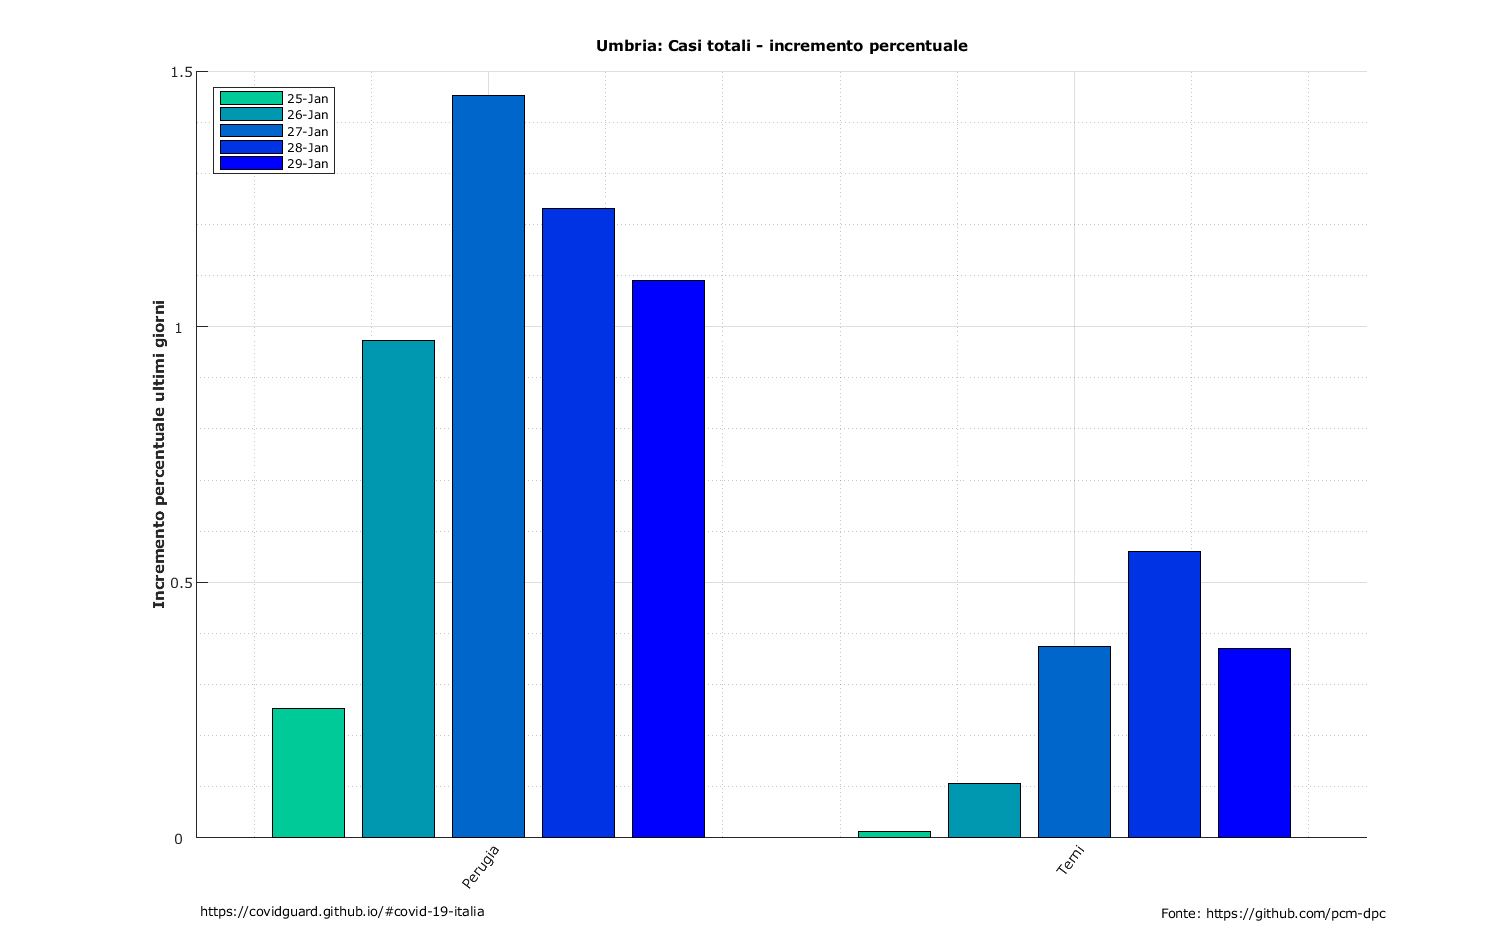 Umbria: Casi totali - incremento percentuale
1.5
25-Jan
26-Jan
27-Jan
28-Jan
29-Jan
Incremento percentuale ultimi giorni
1
0.5
0
Perugia
Terni
https://covidguard.github.io/#covid-19-italia
Fonte: https://github.com/pcm-dpc